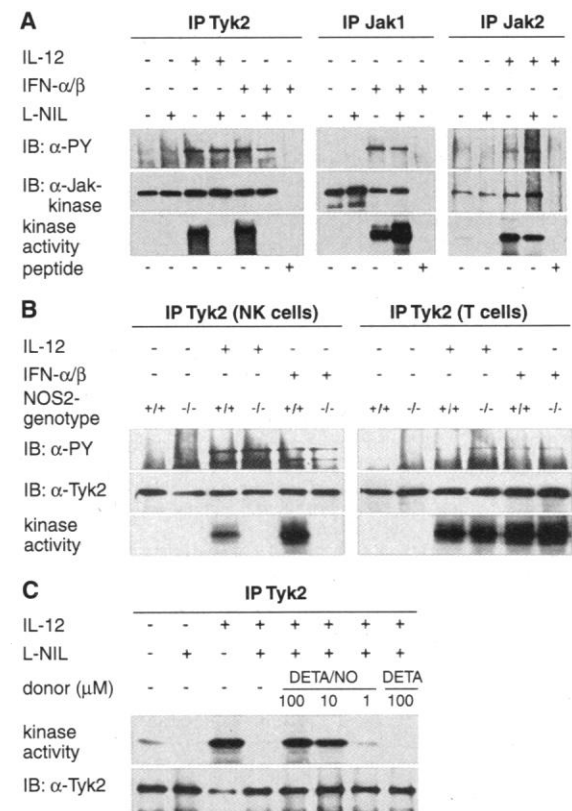 A
IP Tyk2 IP Jak1 IP Jak2
IL-12 - - + + - - - - - - - - - - + + +
IFN-α/β - - - - + + + - - + + + - - - - -
L-NIL - + - + - + - - + - + - - + - + -
IB: α-PY
IB: α-Jak-
kinase
kinase
activity
peptide - - - - - - + - - - - + - - - - +
B
IP Tyk2 (NK cells) IP Tyk2 (T cells)
IL-12 - - + + - - - - + + - -
IFN-α/β - - - - + + - - - - + +
NOS2-
genotype +/+ -/- +/+ -/- +/+ -/- +/+ -/- +/+ -/- +/+ -/-
IB: α-PY
IB: α-Tyk2
kinase
activity
C
IP Tyk2
IL-12 - - + + + + + +
L-NIL - + - + + + + +
DETA/NO DETA
donor (μM) - - - - 100 10 1 100
kinase
activity
IB: α-Tyk2